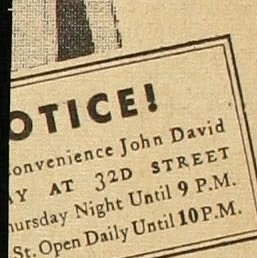 OTICE!
onvenience John David
AY AT 32D STREET
hursday Night Until 9 P.M.
St. Open Daily Until 10 P.M.